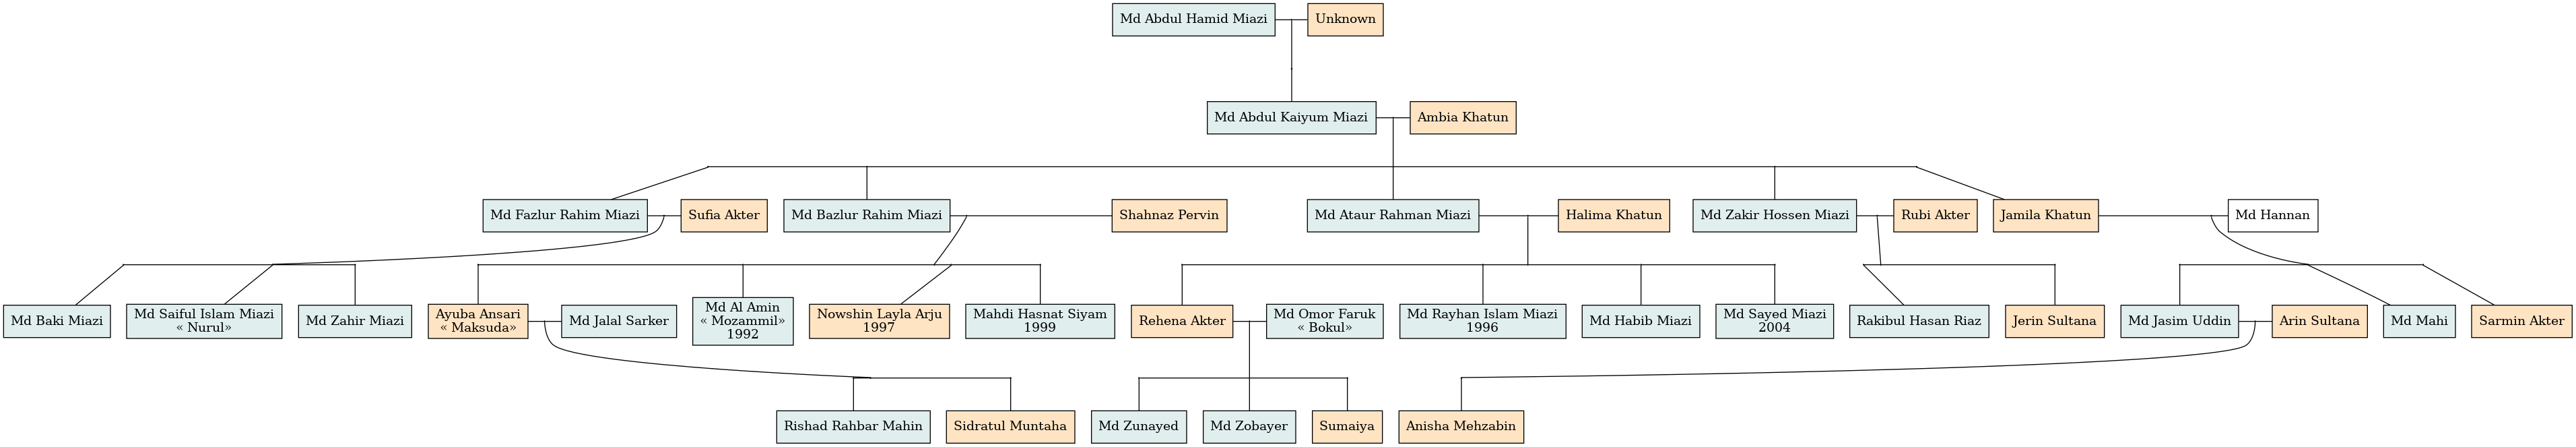 Md Abdul Hamid Miazi
Unknown
Md Abdul Kaiyum Miazi
Ambia Khatun
Md Fazlur Rahim Miazi
Sufia Akter
Md Bazlur Rahim Miazi
Shahnaz Pervin
Md Ataur Rahman Miazi
Halima Khatun
Md Zakir Hossen Miazi
Rubi Akter
Jamila Khatun
Md Hannan
Md Baki Miazi
Md Saiful Islam Miazi
« Nurul»
Md Zahir Miazi
Ayuba Ansari
« Maksuda»
Md Jalal Sarker
Md Al Amin
« Mozammil»
1992
Nowshin Layla Arju
1997
Mahdi Hasnat Siyam
1999
Rehena Akter
Md Omor Faruk
« Bokul»
Md Rayhan Islam Miazi
1996
Md Habib Miazi
Md Sayed Miazi
2004
Rakibul Hasan Riaz
Jerin Sultana
Md Jasim Uddin
Arin Sultana
Md Mahi
Sarmin Akter
Rishad Rahbar Mahin
Sidratul Muntaha
Md Zunayed
Md Zobayer
Sumaiya
Anisha Mehzabin